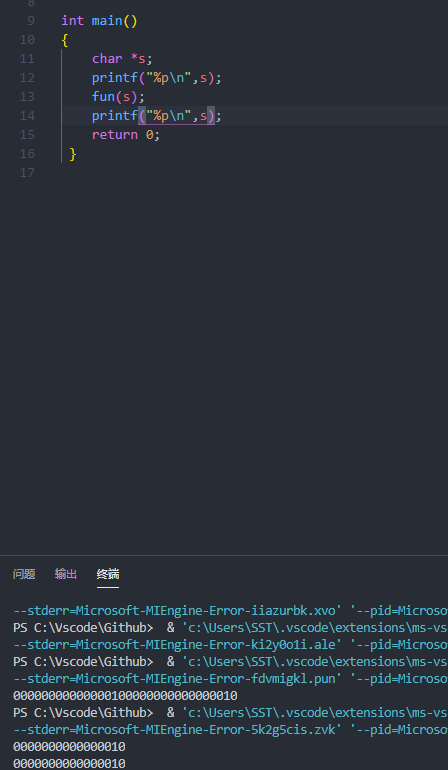 8
9 int main()
10 {
11 char *s;
12 printf("%p\n",s);
13 fun(s);
14 printf("%p\n",s);
15 return 0;
16 }
17
问题 输出 终端
--stderr=Microsoft-MIEngine-Error-iiazurbk.xvo' '--pid=Microso
PS C:\Vscode\Github> & 'c:\Users\SST\.vscode\extensions\ms-vs
--stderr=Microsoft-MIEngine-Error-ki2y0o1i.ale' '--pid=Microso
PS C:\Vscode\Github> & 'c:\Users\SST\.vscode\extensions\ms-vs
--stderr=Microsoft-MIEngine-Error-fdvmigkl.pun' '--pid=Microso
00000000000000100000000000000010
PS C:\Vscode\Github> & 'c:\Users\SST\.vscode\extensions\ms-vs
--stderr=Microsoft-MIEngine-Error-5k2g5cis.zvk' '--pid=Microso
0000000000000010
0000000000000010